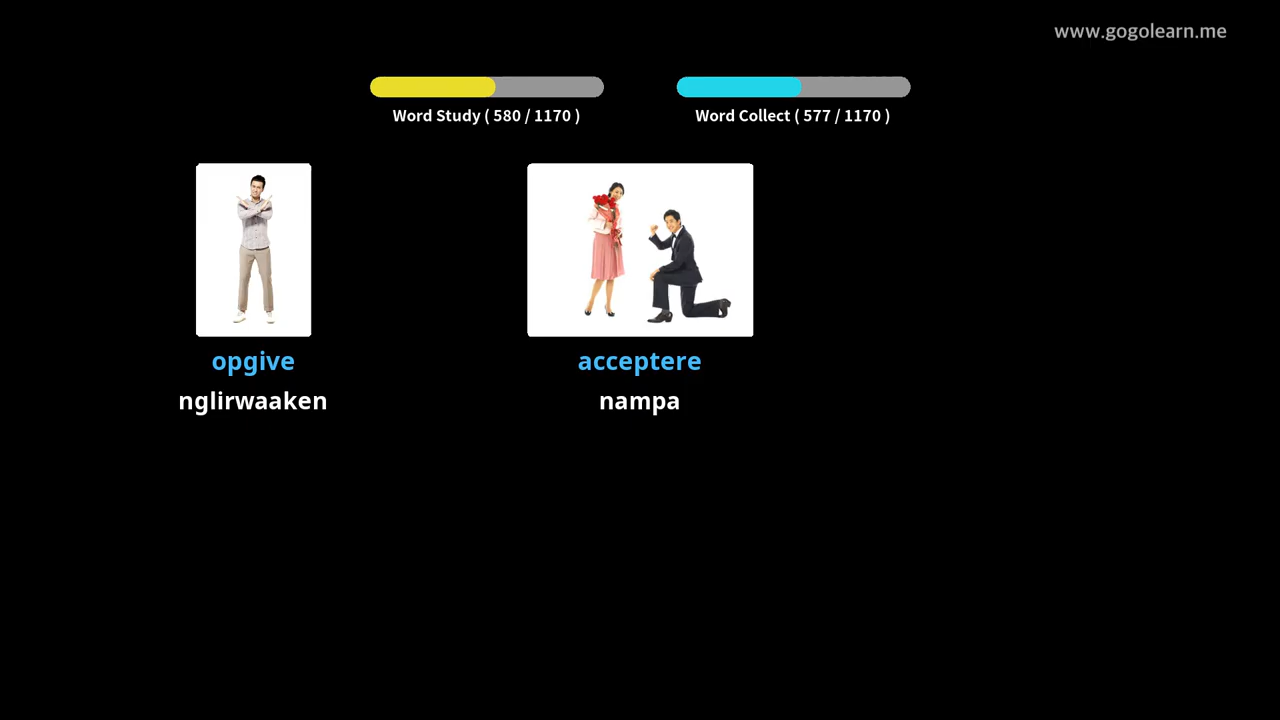 www.gogolearn.me
Word Study ( 580 / 1170 )
Word Collect ( 577 / 1170 )
opgive
acceptere
nglirwaaken
nampa